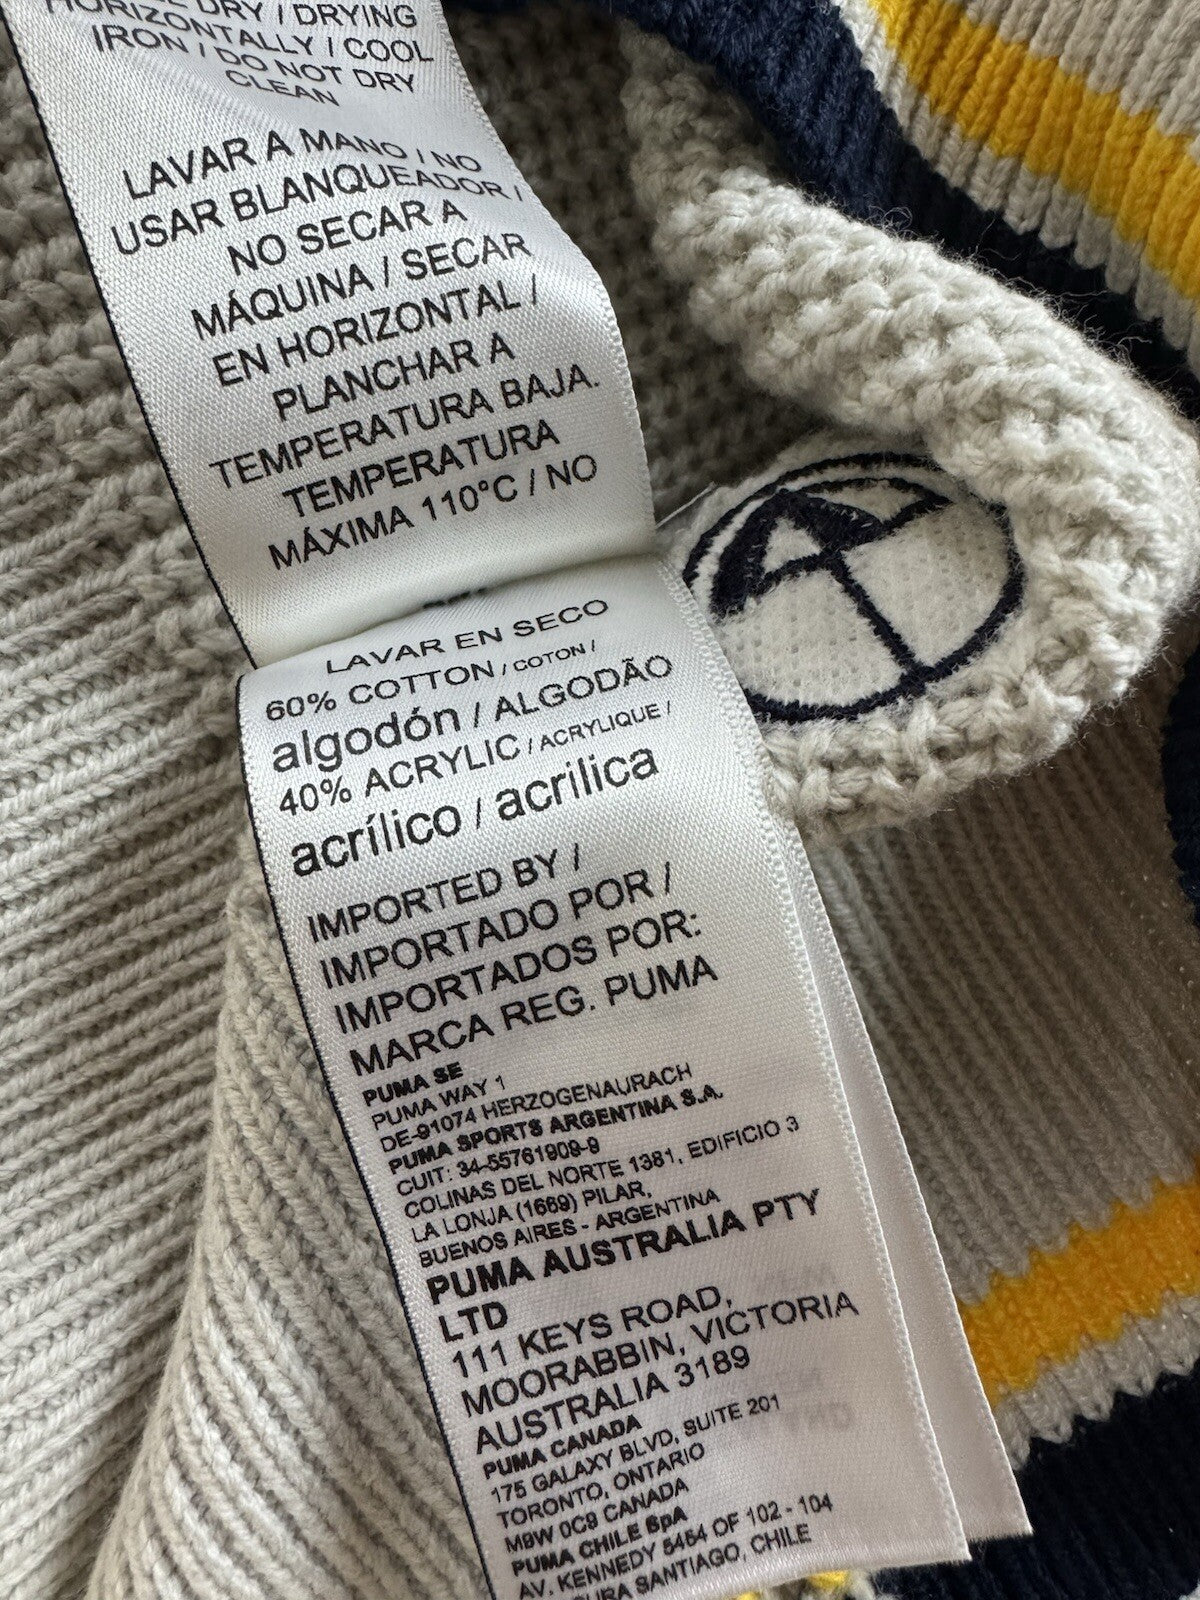 DRY / DRYING
HORIZONTALLY / COOL
IRON / DO NOT DRY
CLEAN
LAVAR A MANO / NO
USAR BLANQUEADOR /
NO SECAR A
MÁQUINA / SECAR
EN HORIZONTAL /
PLANCHAR A
TEMPERATURA BAJA.
TEMPERATURA
MÁXIMA 110°C / NO
LAVAR EN SECO
60% COTTON / COTON /
algodón / ALGODÃO
40% ACRYLIC / ACRYLIQUE /
acrílico / acrilica
IMPORTED BY /
IMPORTADO POR /
IMPORTADOS POR:
MARCA REG. PUMA
PUMA SE
PUMA WAY 1
DE-91074 HERZOGENAURACH
PUMA SPORTS ARGENTINA S.A.
CUIT: 34-55761909-9
COLINAS DEL NORTE 1381, EDIFICIO 3
LA LONJA (1669) PILAR,
BUENOS AIRES - ARGENTINA
PUMA AUSTRALIA PTY
LTD
111 KEYS ROAD,
MOORABBIN, VICTORIA
AUSTRALIA 3189
PUMA CANADA
175 GALAXY BLVD, SUITE 201
TORONTO, ONTARIO
M9W 0C9 CANADA
PUMA CHILE SpA
AV. KENNEDY 5454 OF 102 - 104
SANTIAGO, CHILE